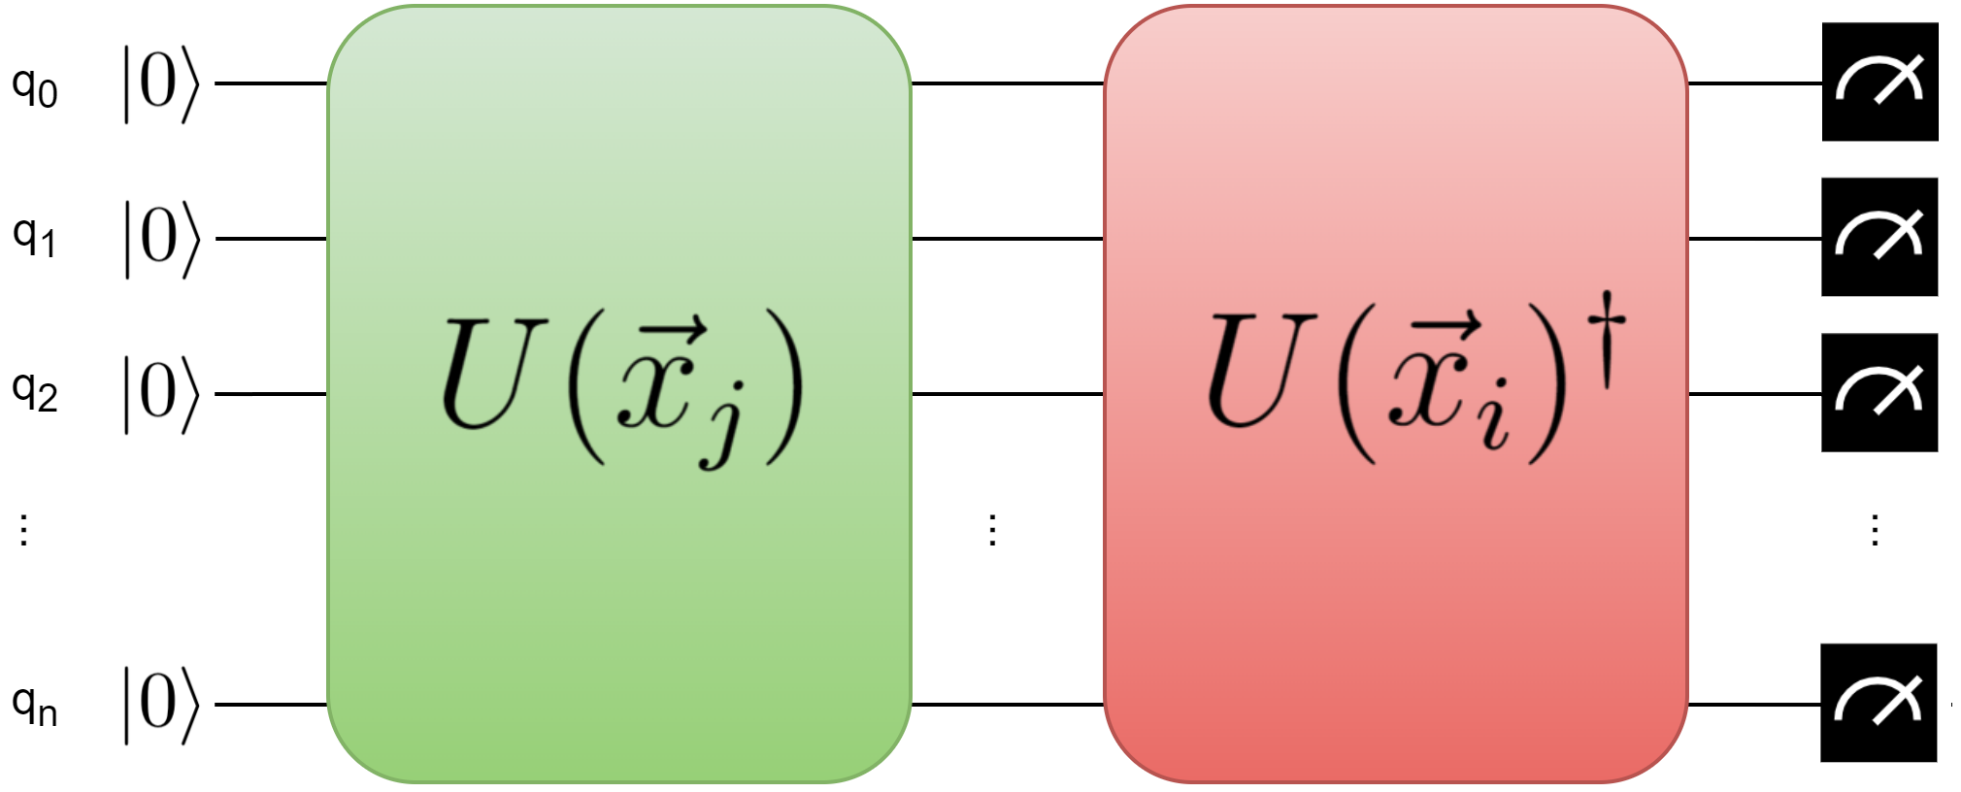 q₀ |0⟩
q₁ |0⟩
q₂ |0⟩
U(x⃗ⱼ) U(x⃗ᵢ)†
⋮ ⋮ ⋮
qₙ |0⟩